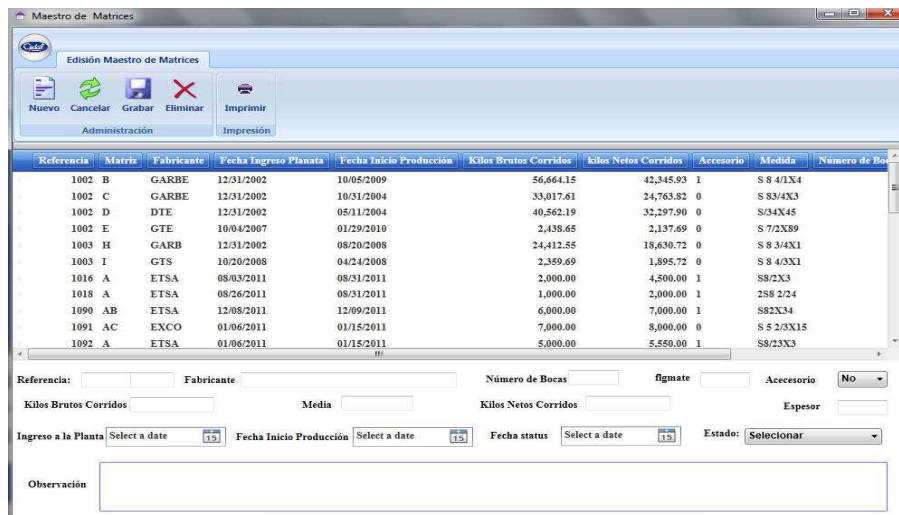 Maestro de Matrices
Cedal
Edisión Maestro de Matrices
Nuevo Cancelar Grabar Eliminar Imprimir
Administración Impresión
Referencia Matriz Fabricante Fecha Ingreso Planata Fecha Inicio Producción Kilos Brutos Corridos kilos Netos Corridos Accesorio Medida Número de Bo
1002 B GARBE 12/31/2002 10/05/2009 56,664.15 42,345.93 1 S 8 4/1X4
1002 C GARBE 12/31/2002 10/31/2004 33,017.61 24,763.82 0 S 83/4X3
1002 D DTE 12/31/2002 05/11/2004 40,562.19 32,297.90 0 S/34X45
1002 E GTE 10/04/2007 01/29/2010 2,438.65 2,137.69 0 S 7/2X89
1003 H GARB 12/31/2002 08/20/2008 24,412.55 18,630.72 0 S 8 3/4X1
1003 I GTS 10/20/2008 04/24/2008 2,359.69 1,895.72 0 S 8 4/3X1
1016 A ETSA 08/03/2011 08/31/2011 2,000.00 4,500.00 1 S8/2X3
1018 A ETSA 08/26/2011 08/31/2011 1,000.00 2,000.00 1 2S8 2/24
1090 AB ETSA 12/08/2011 12/09/2011 6,000.00 7,000.00 1 S82X34
1091 AC EXCO 01/06/2011 01/15/2011 7,000.00 8,000.00 0 S 5 2/3X15
1092 A ETSA 01/06/2011 01/15/2011 5,000.00 5,550.00 1 S8/23X3
Referencia: Fabricante Número de Bocas flgmate Acecesorio No
Kilos Brutos Corridos Media Kilos Netos Corridos Espesor
Ingreso a la Planta Select a date 15 Fecha Inicio Producción Select a date 15 Fecha status Select a date 15 Estado: Selecionar
Observación